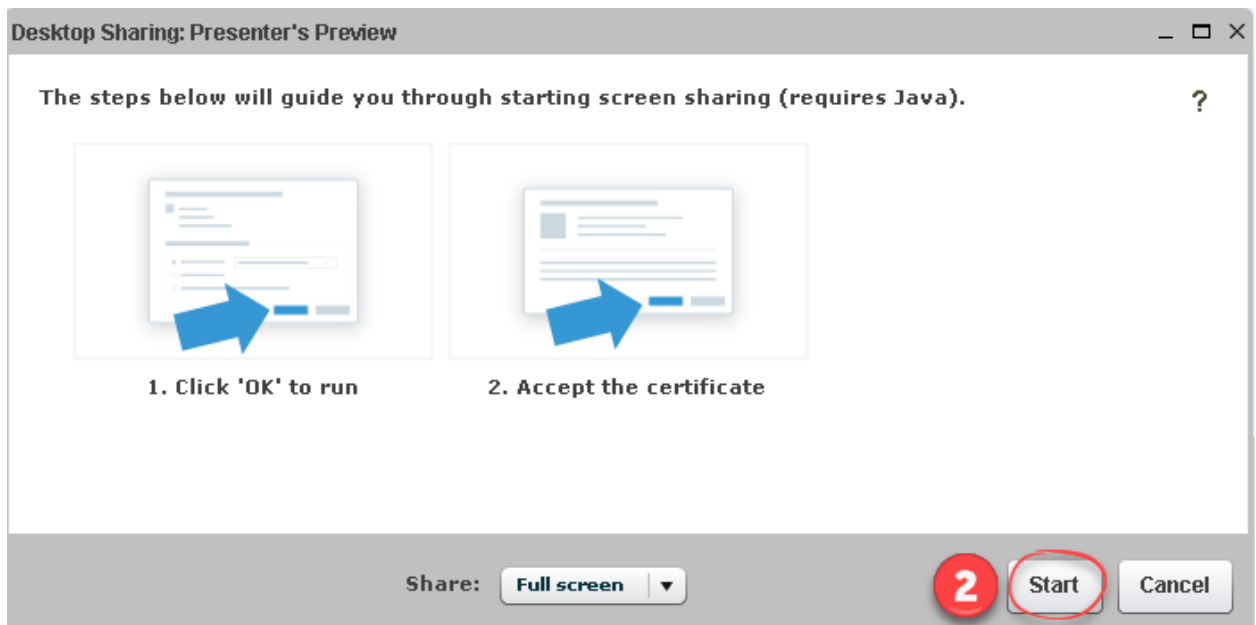 Desktop Sharing: Presenter's Preview
The steps below will guide you through starting screen sharing (requires Java).
?
1. Click 'OK' to run
2. Accept the certificate
Share:
Full screen
2
Start
Cancel